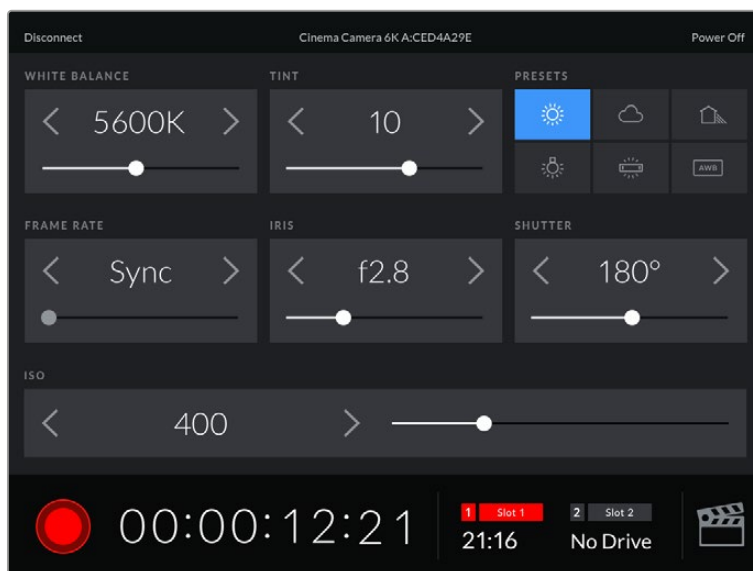 Disconnect Cinema Camera 6K A:CED4A29E Power Off
WHITE BALANCE TINT PRESETS
5600K 10
AWB
FRAME RATE IRIS SHUTTER
Sync f2.8 180°
ISO
400
00:00:12:21
1 Slot 1 2 Slot 2
21:16 No Drive